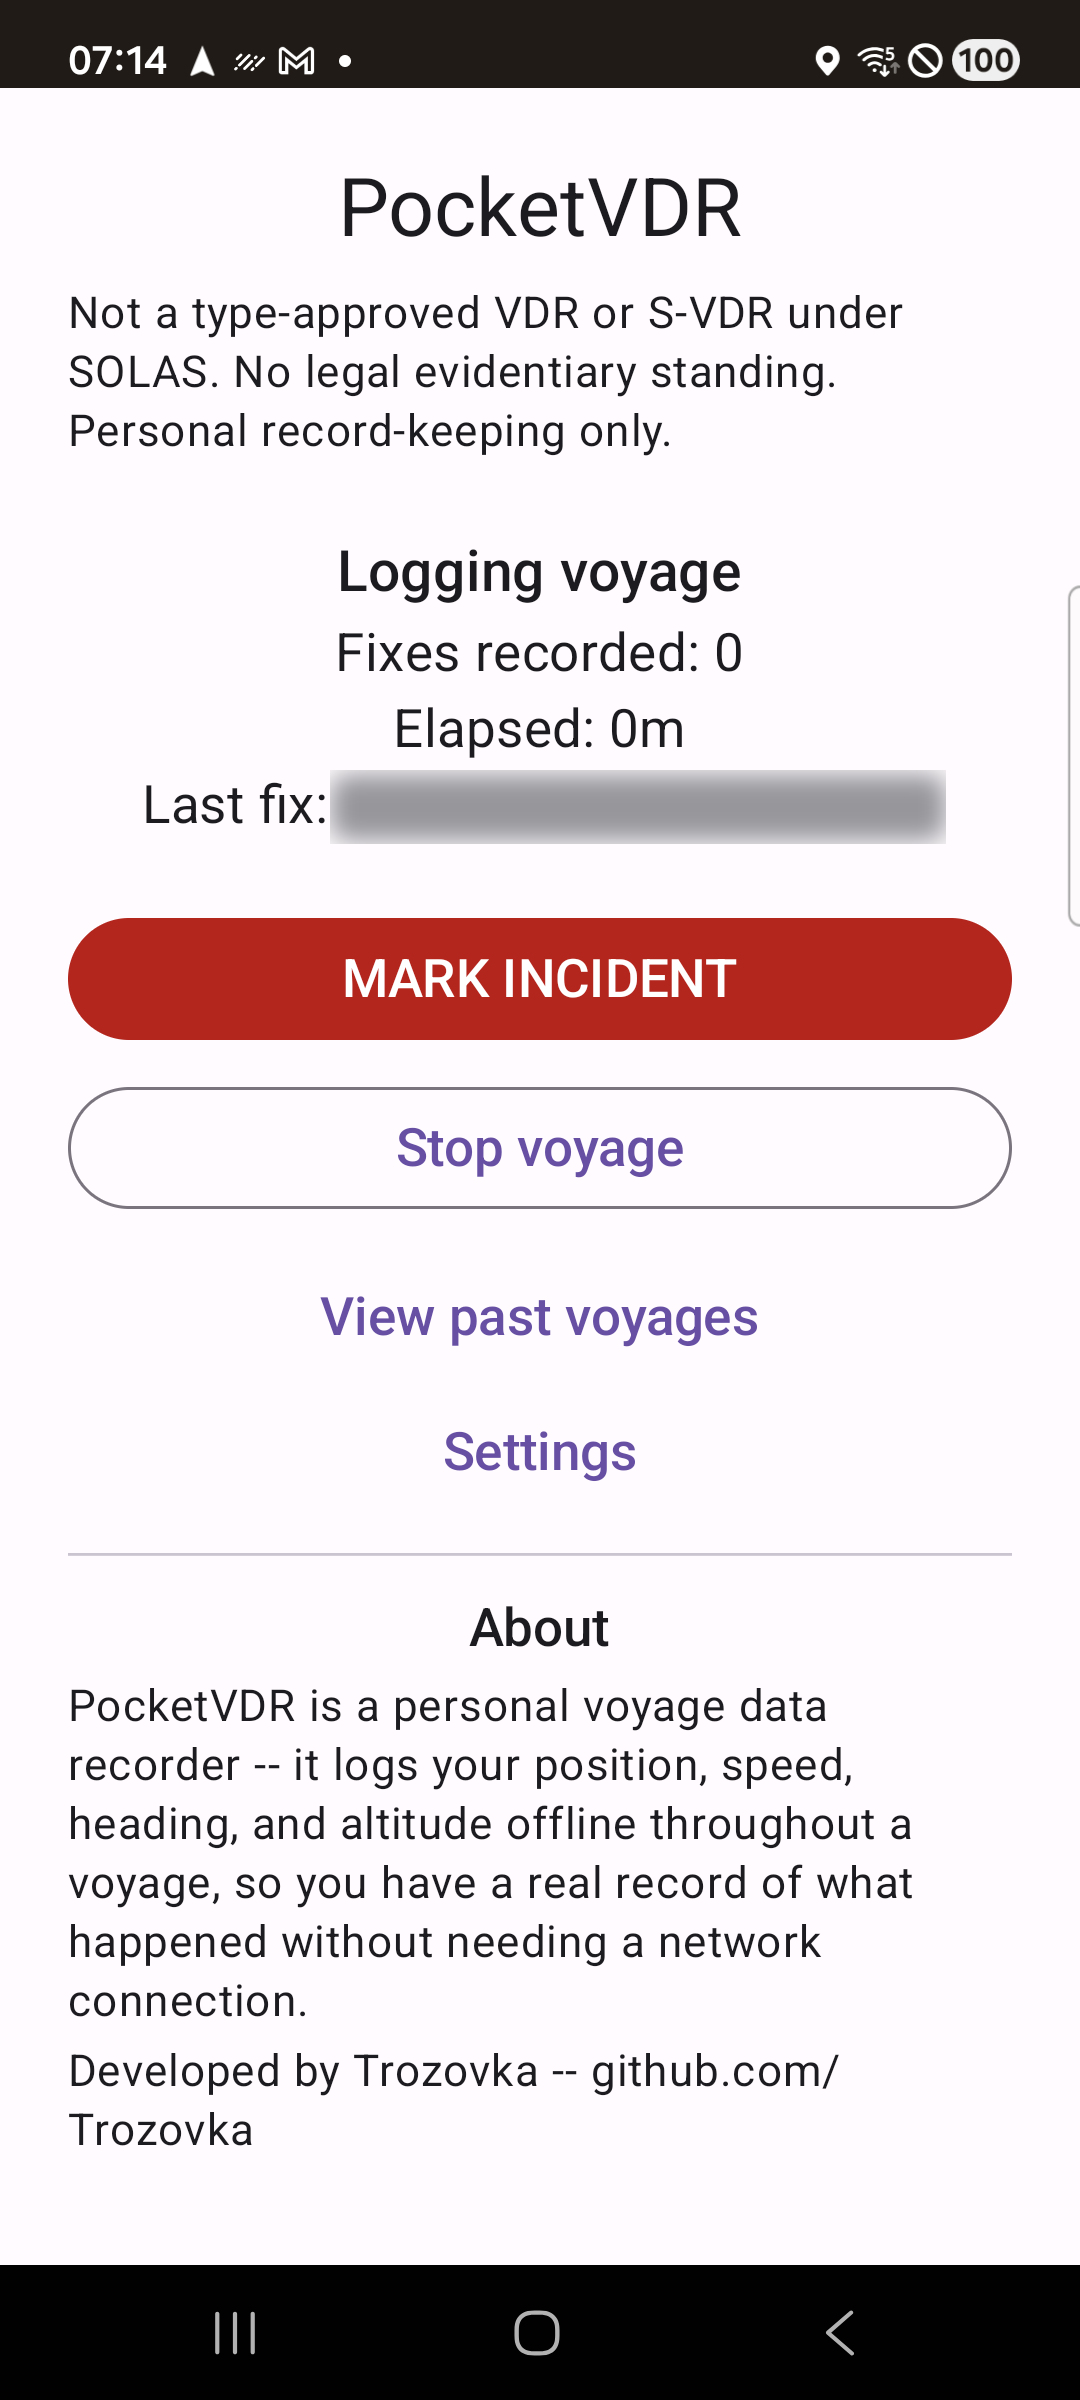 07:14
5
100
PocketVDR
Not a type-approved VDR or S-VDR under
SOLAS. No legal evidentiary standing.
Personal record-keeping only.
Logging voyage
Fixes recorded: 0
Elapsed: 0m
Last fix:
MARK INCIDENT
Stop voyage
View past voyages
Settings
About
PocketVDR is a personal voyage data
recorder -- it logs your position, speed,
heading, and altitude offline throughout a
voyage, so you have a real record of what
happened without needing a network
connection.
Developed by Trozovka -- github.com/
Trozovka